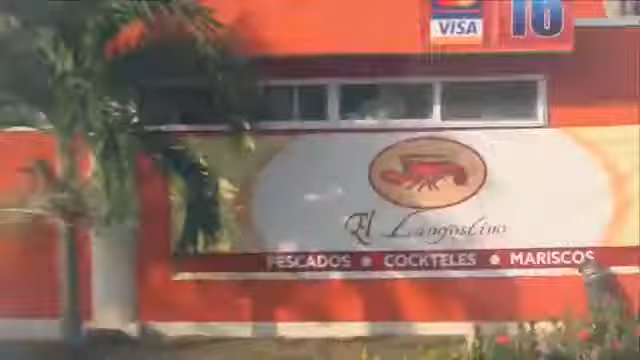 VISA
16
El Langostino
PESCADOS • COCKTELES • MARISCOS